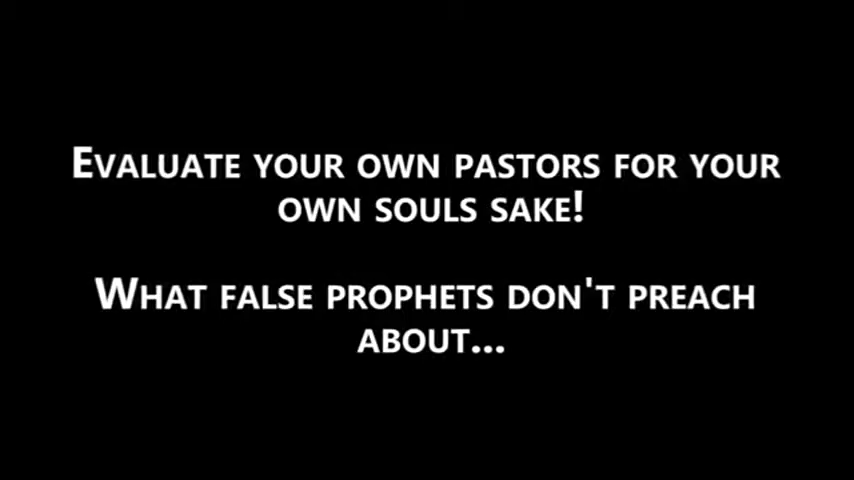 Evaluate your own pastors for your
own souls sake!
What false prophets don't preach
about...